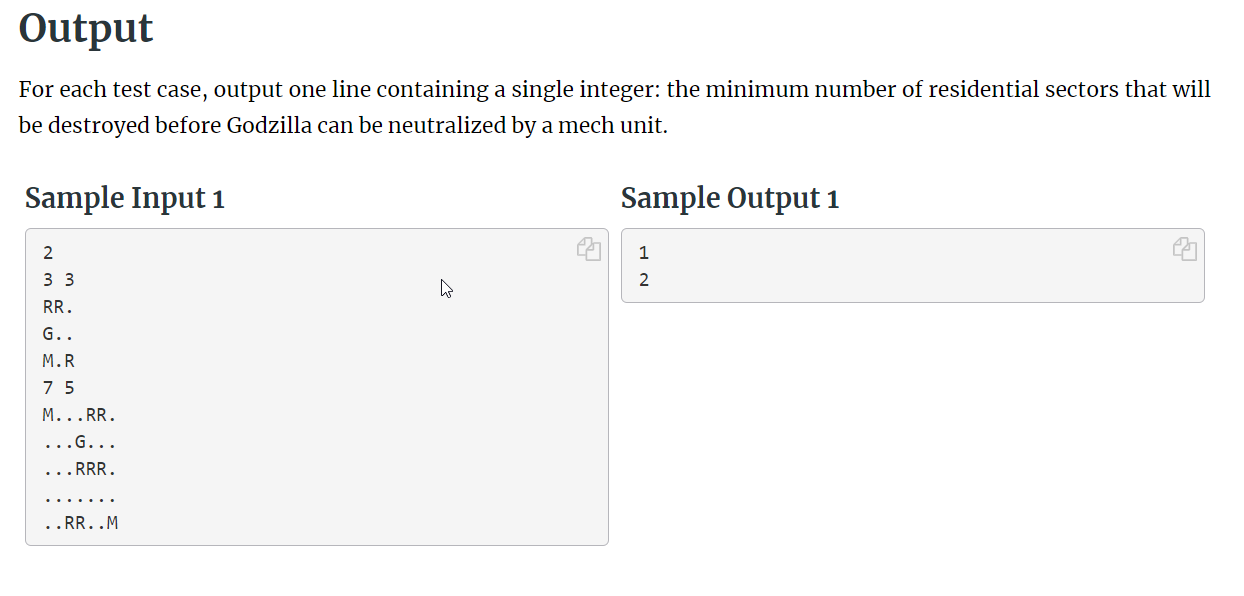 Output
For each test case, output one line containing a single integer: the minimum number of residential sectors that will
be destroyed before Godzilla can be neutralized by a mech unit.
Sample Input 1
2
3 3
RR.
G..
M.R
7 5
M...RR.
...G...
...RRR.
.......
..RR..M
Sample Output 1
1
2